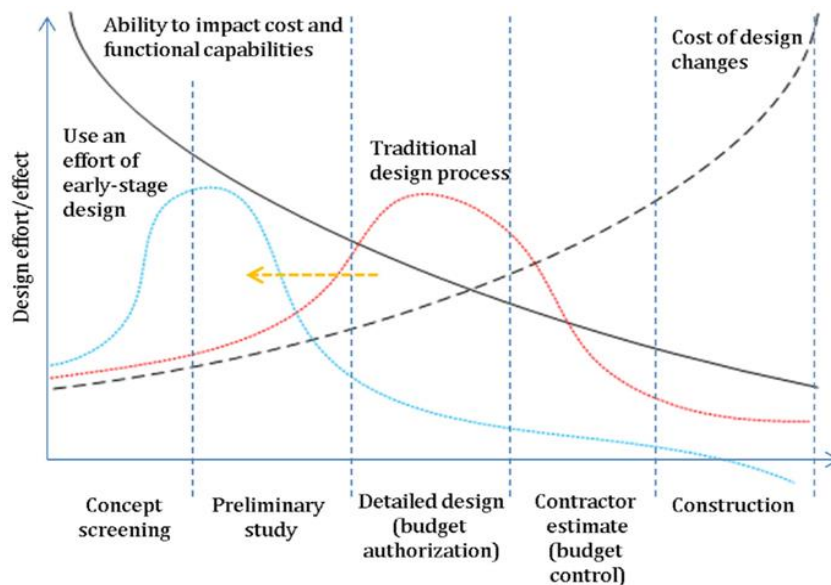 Ability to impact cost and
functional capabilities
Cost of design
changes
Use an
effort of
early-stage
design
Traditional
design process
Design effort/effect
Concept
screening
Preliminary
study
Detailed design
(budget
authorization)
Contractor
estimate
(budget
control)
Construction